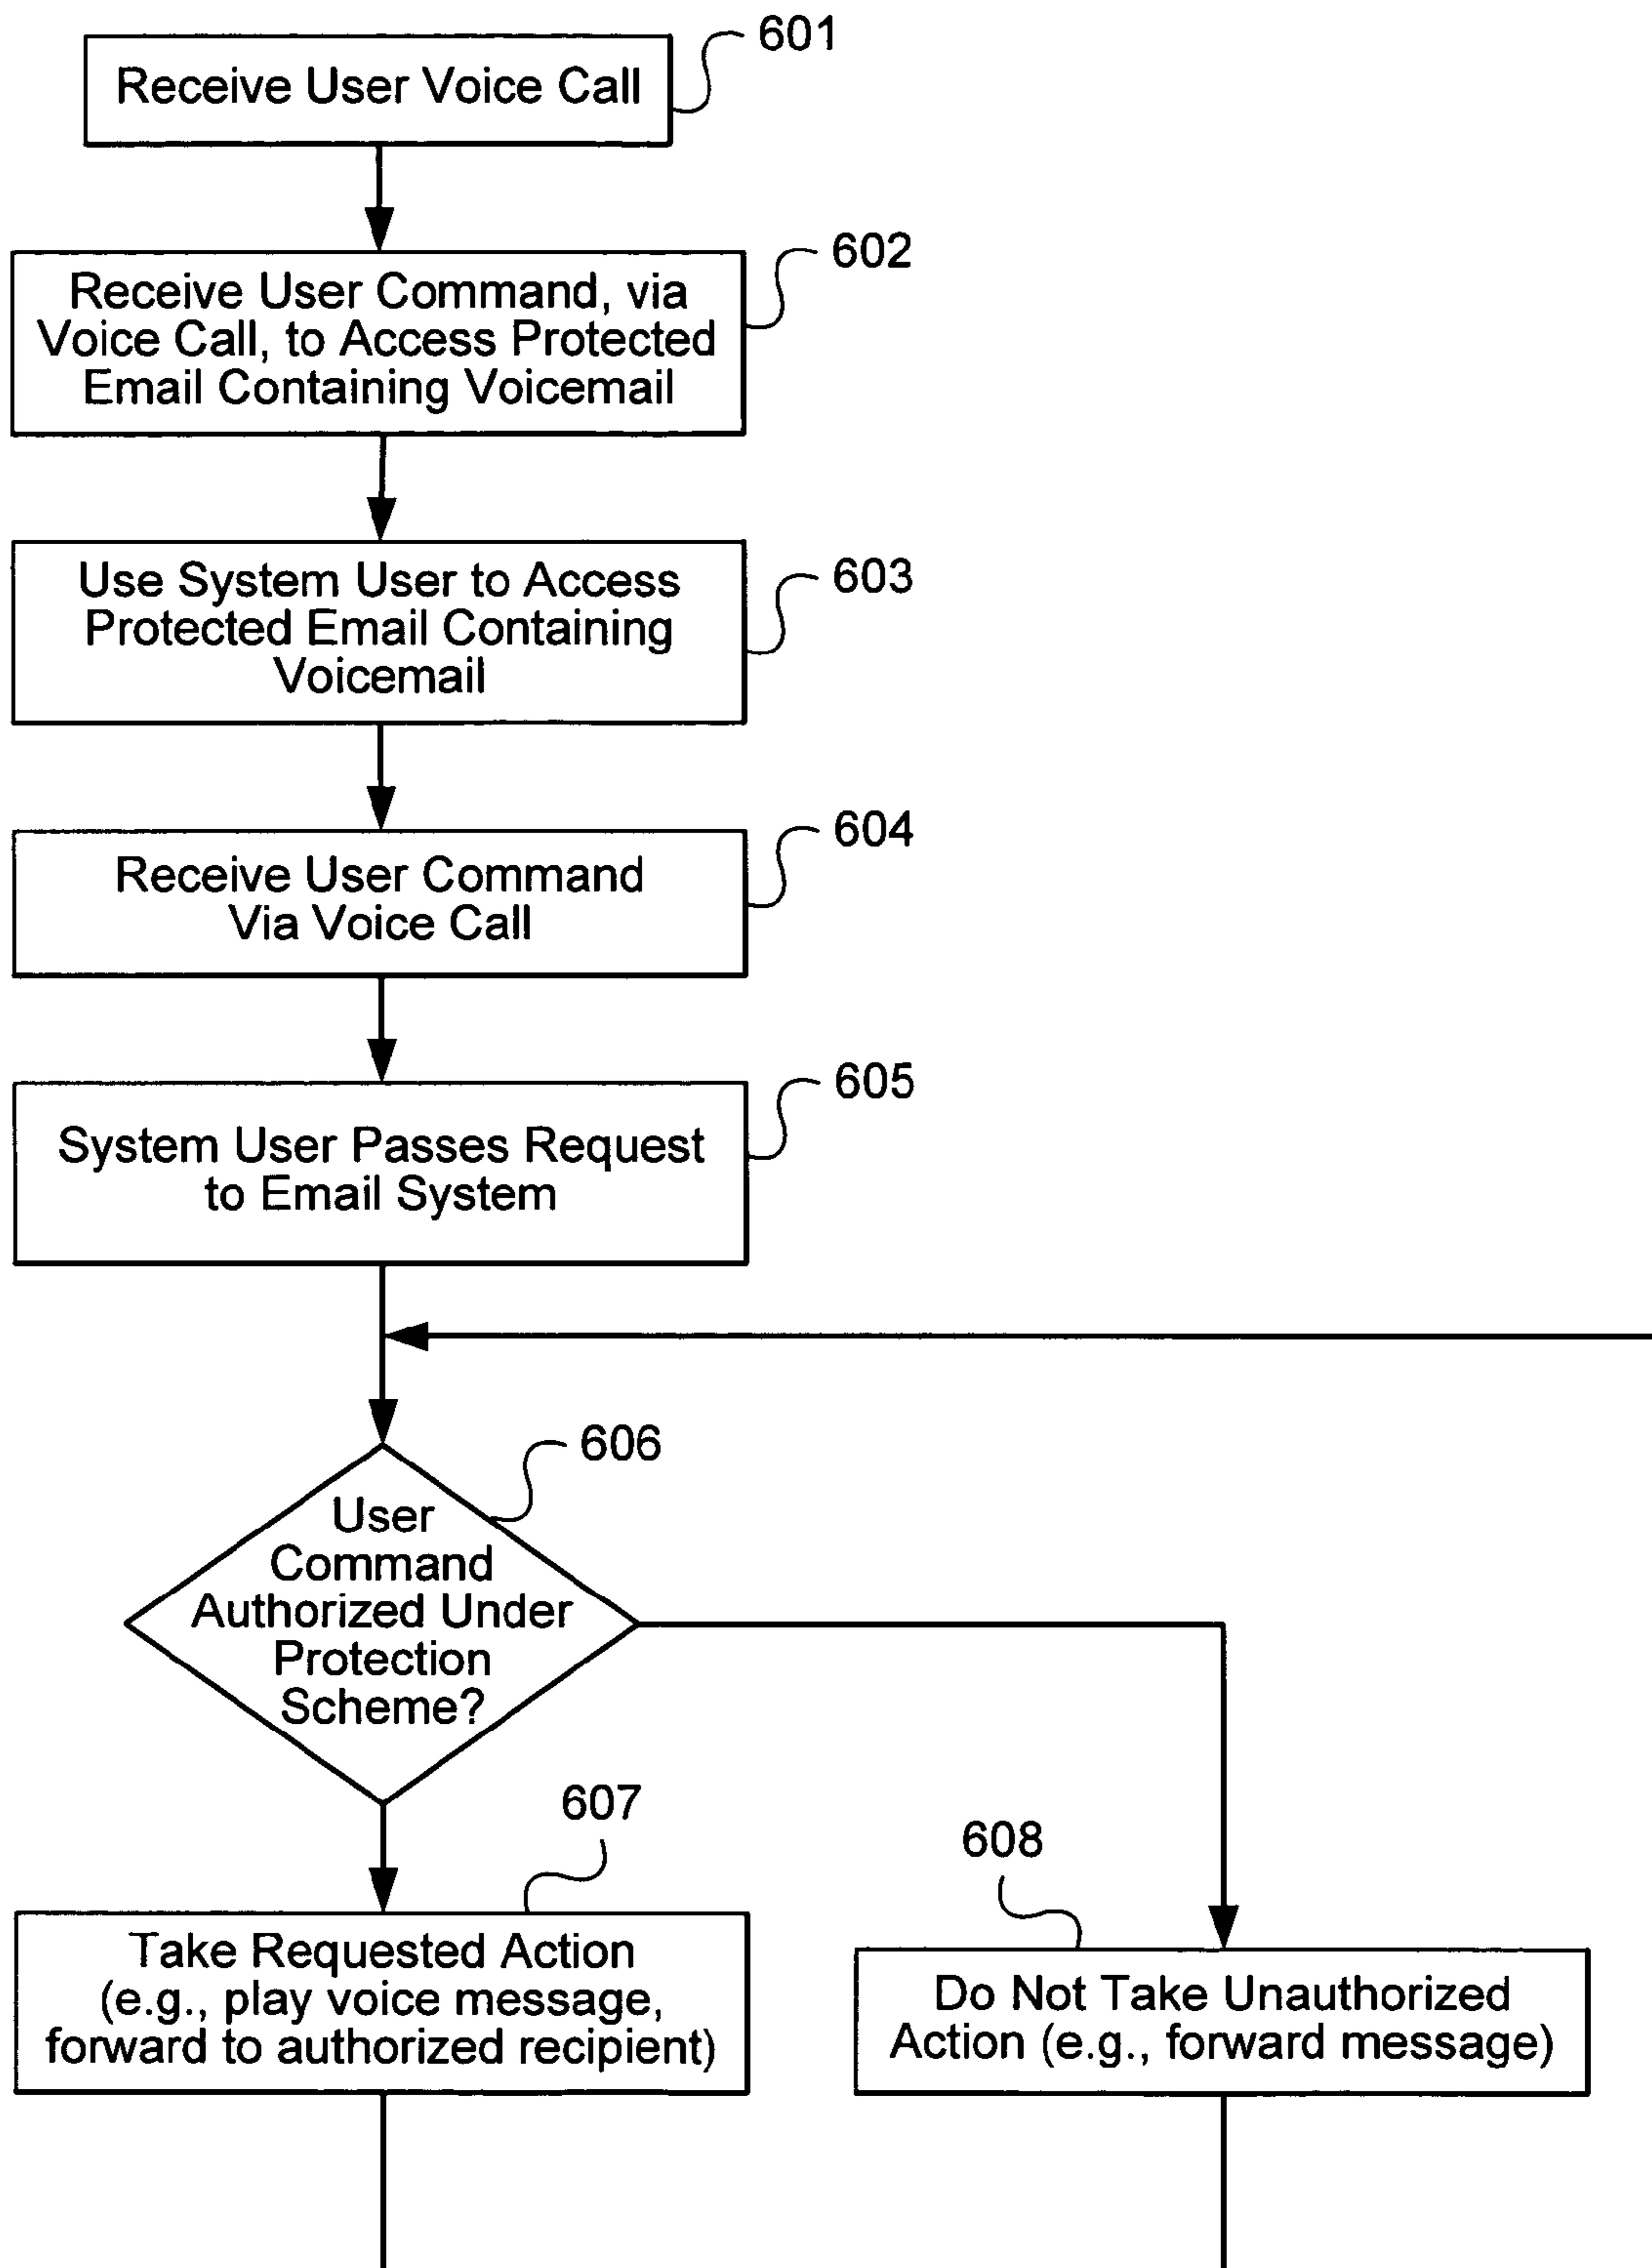 601
Receive User Voice Call
602
Receive User Command, via
Voice Call, to Access Protected
Email Containing Voicemail
603
Use System User to Access
Protected Email Containing
Voicemail
604
Receive User Command
Via Voice Call
605
System User Passes Request
to Email System
606
User
Command
Authorized Under
Protection
Scheme?
607
Take Requested Action
(e.g., play voice message,
forward to authorized recipient)
608
Do Not Take Unauthorized
Action (e.g., forward message)